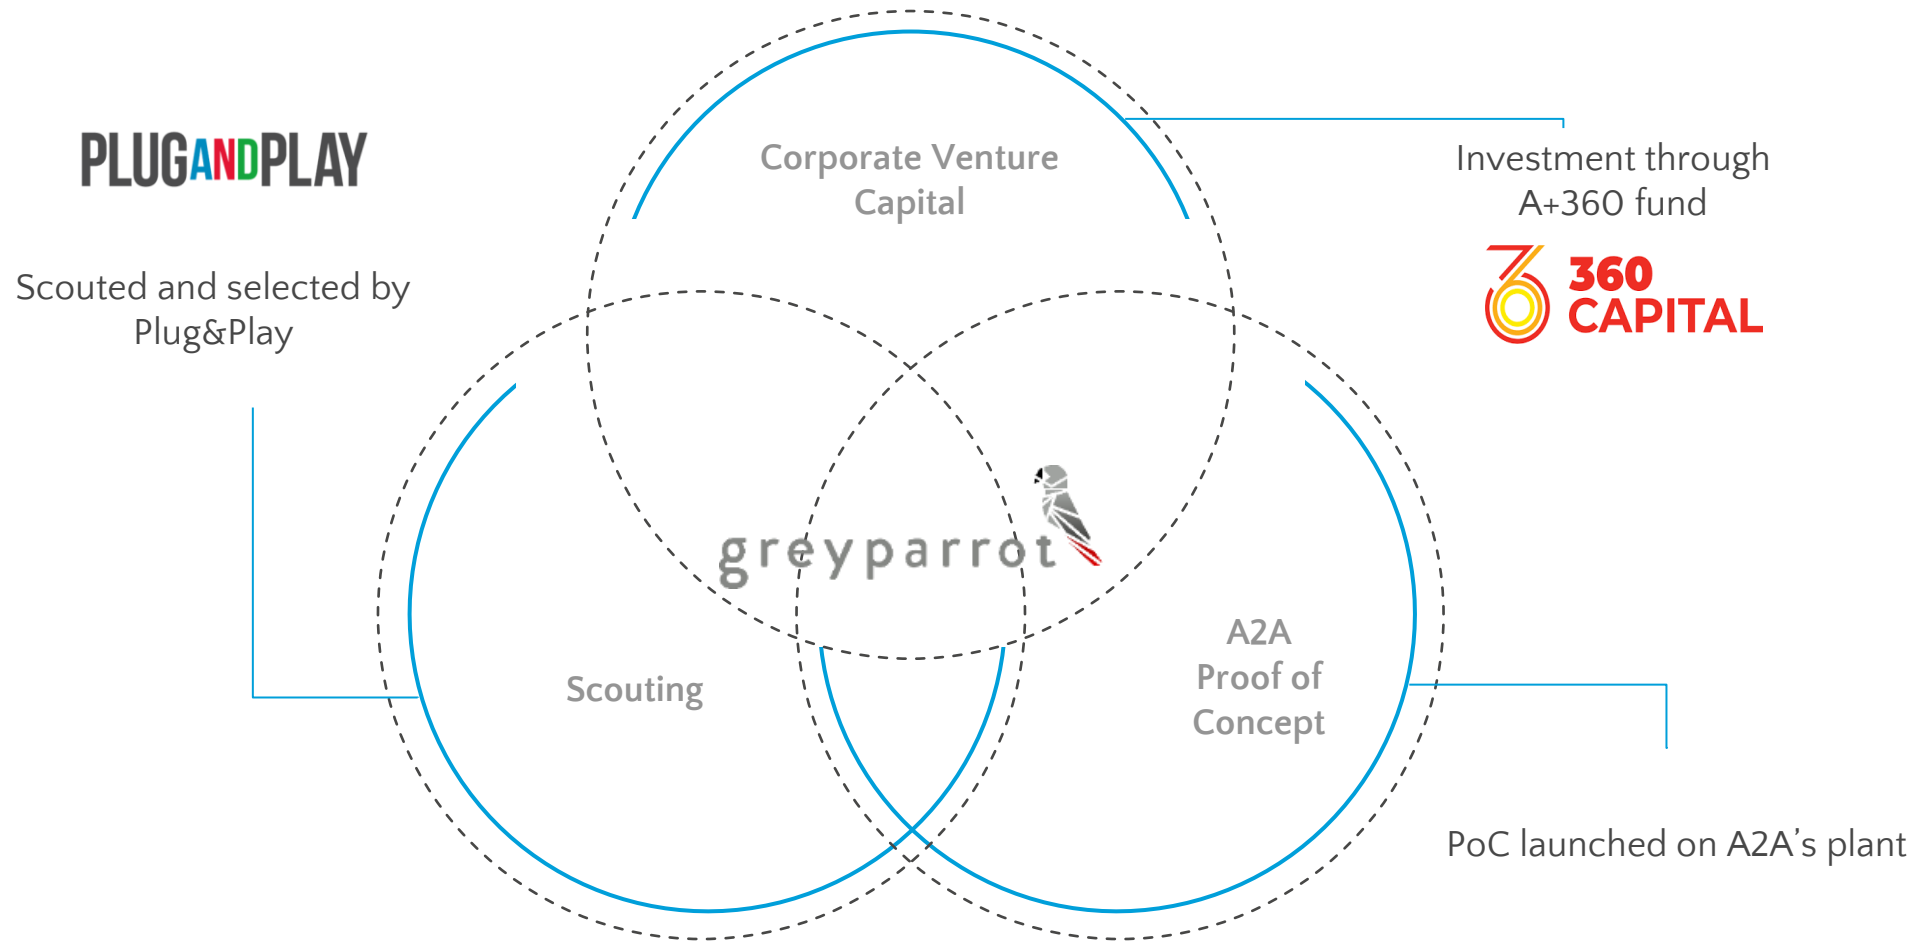 PLUGANDPLAY
Scouted and selected by
Plug&Play
Corporate Venture
Capital
Investment through
A+360 fund
360
CAPITAL
greyparrot
Scouting
A2A
Proof of
Concept
PoC launched on A2A’s plant